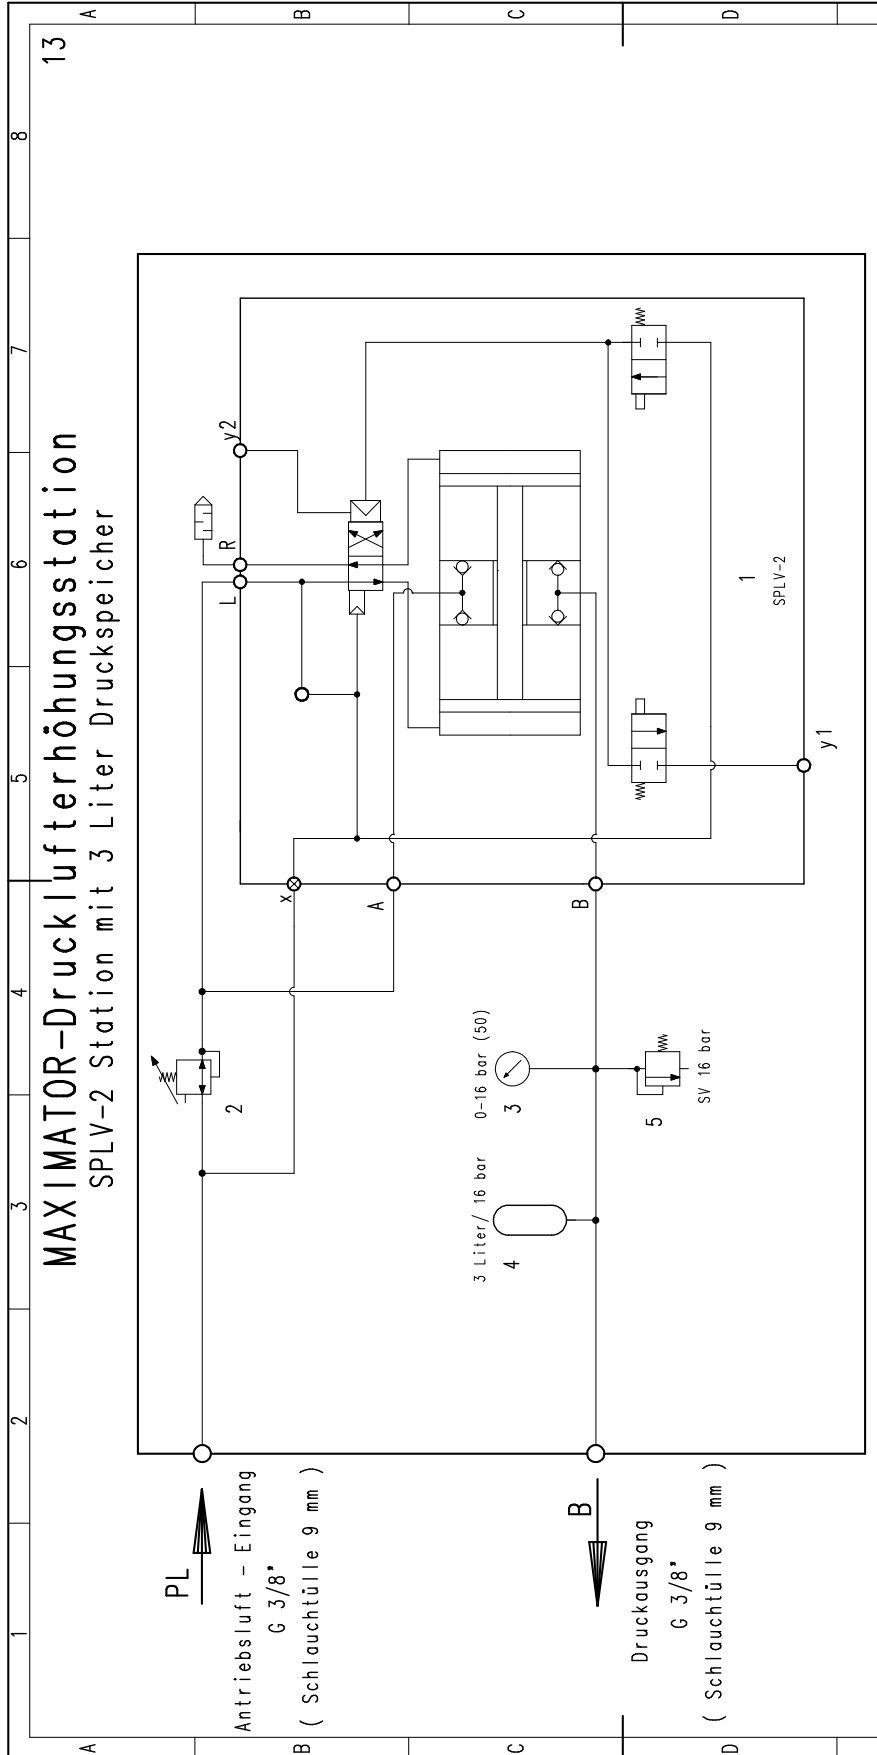 1 2 3 4 5 6 7 8
A
B
C
D
A
B
C
D
13
MAXIMATOR-Drucklufterhöhungsstation
SPLV-2 Station mit 3 Liter Druckspeicher
PL
Antriebsluft - Eingang
G 3/8"
( Schlauchtülle 9 mm )
2
L
R
y2
x
A
B
3 Liter/ 16 bar
4
0-16 bar (50)
3
5
SV 16 bar
1
SPLV-2
y1
B
Druckausgang
G 3/8"
( Schlauchtülle 9 mm )